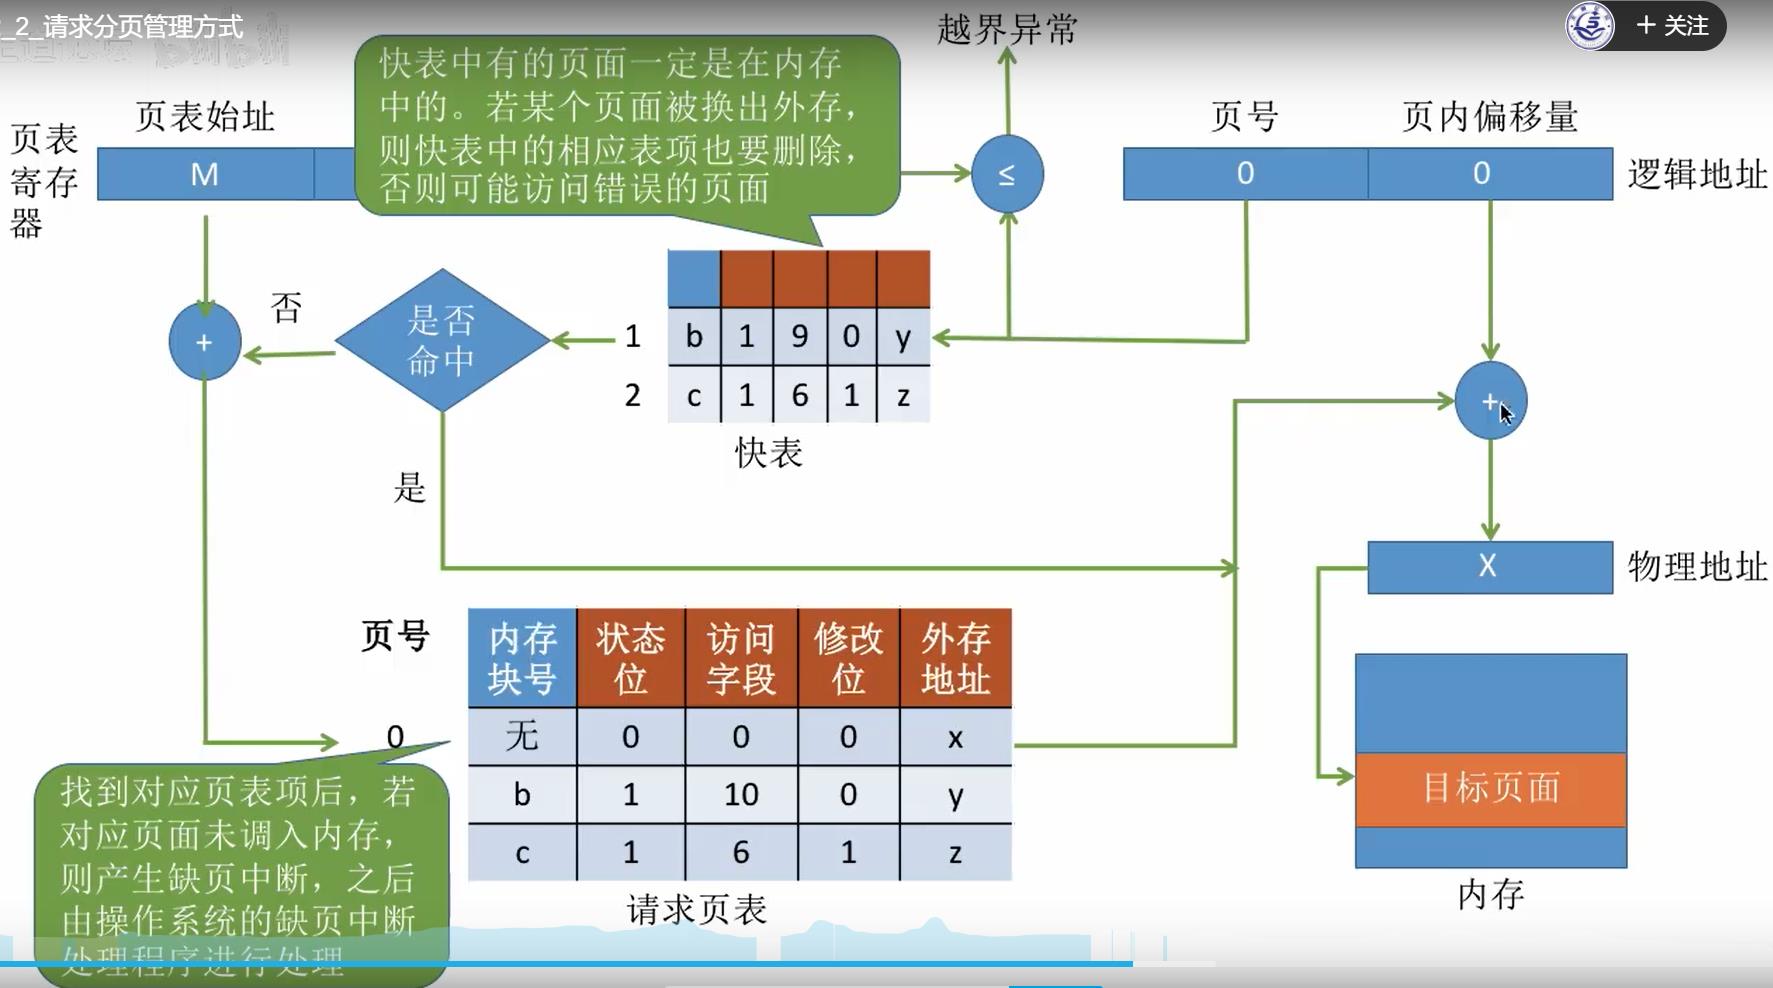 _2_请求分页管理方式
+ 关注
越界异常
快表中有的页面一定是在内存
中的。若某个页面被换出外存，
则快表中的相应表项也要删除，
否则可能访问错误的页面
页表始址
页表
寄存
器
M
≤
页号 页内偏移量
0 0
逻辑地址
+
否
是否
命中
1 b 1 9 0 y
2 c 1 6 1 z
快表
+
是
X
物理地址
页号
内存块号 状态位 访问字段 修改位 外存地址
0 无 0 0 0 x
b 1 10 0 y
c 1 6 1 z
请求页表
找到对应页表项后，若
对应页面未调入内存，
则产生缺页中断，之后
由操作系统的缺页中断
处理程序进行处理
目标页面
内存